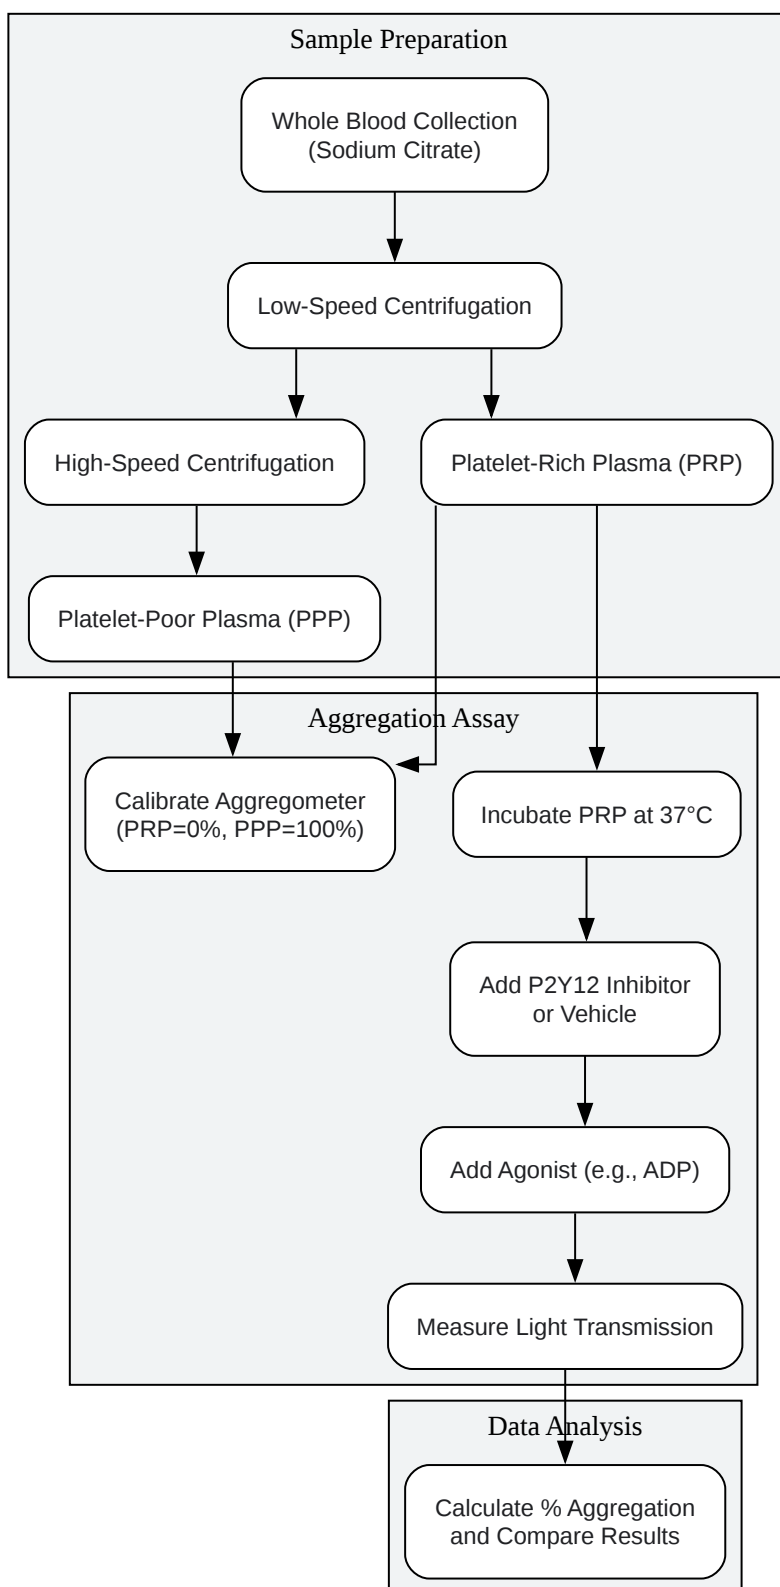 Sample Preparation
Whole Blood Collection
(Sodium Citrate)
Low-Speed Centrifugation
High-Speed Centrifugation
Platelet-Rich Plasma (PRP)
Platelet-Poor Plasma (PPP)
Aggregation Assay
Calibrate Aggregometer
(PRP=0%, PPP=100%)
Incubate PRP at 37°C
Add P2Y12 Inhibitor
or Vehicle
Add Agonist (e.g., ADP)
Measure Light Transmission
Data Analysis
Calculate % Aggregation
and Compare Results